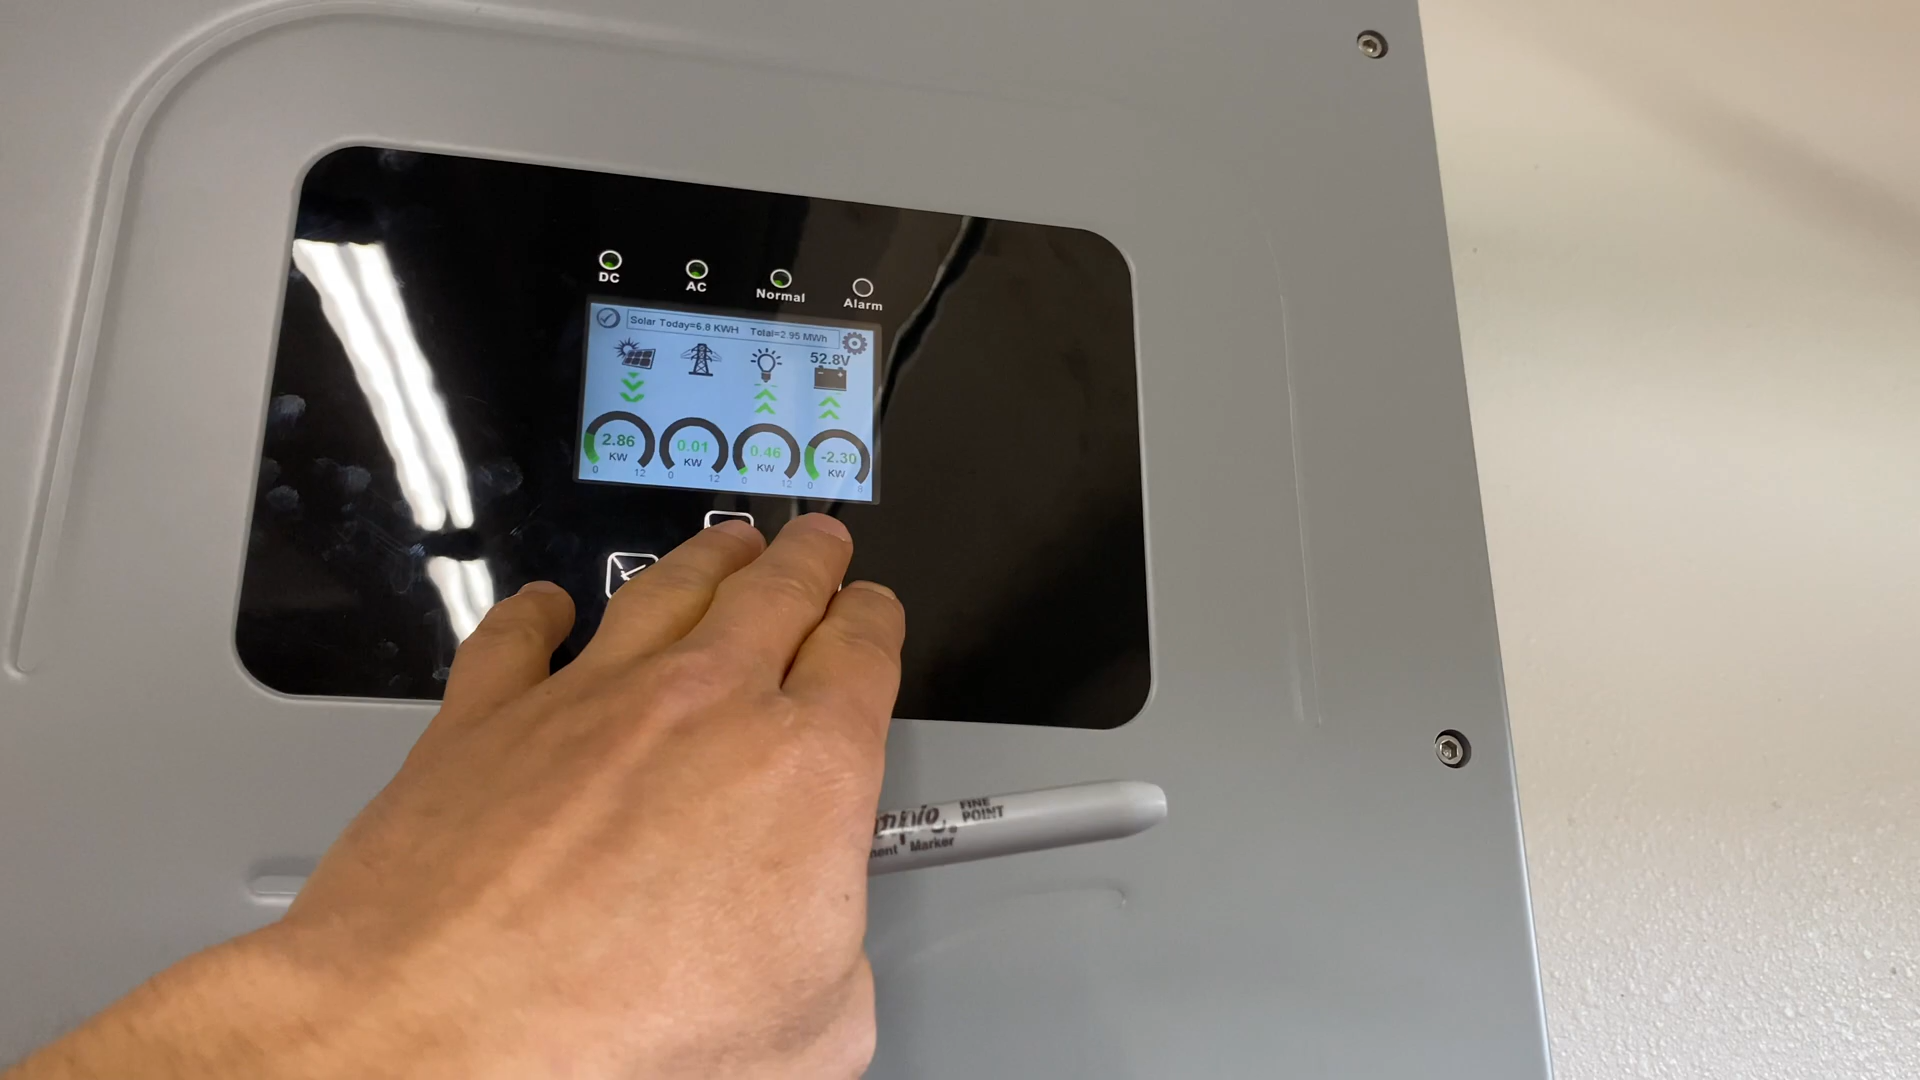 DC
AC
Normal
Alarm
Solar Today=6.8 KWH Total=2.95 MWh
52.8V
2.86
KW
0 12
0.01
KW
0 12
0.46
KW
0 12
-2.30
KW
0 8
FINE
POINT
Marker